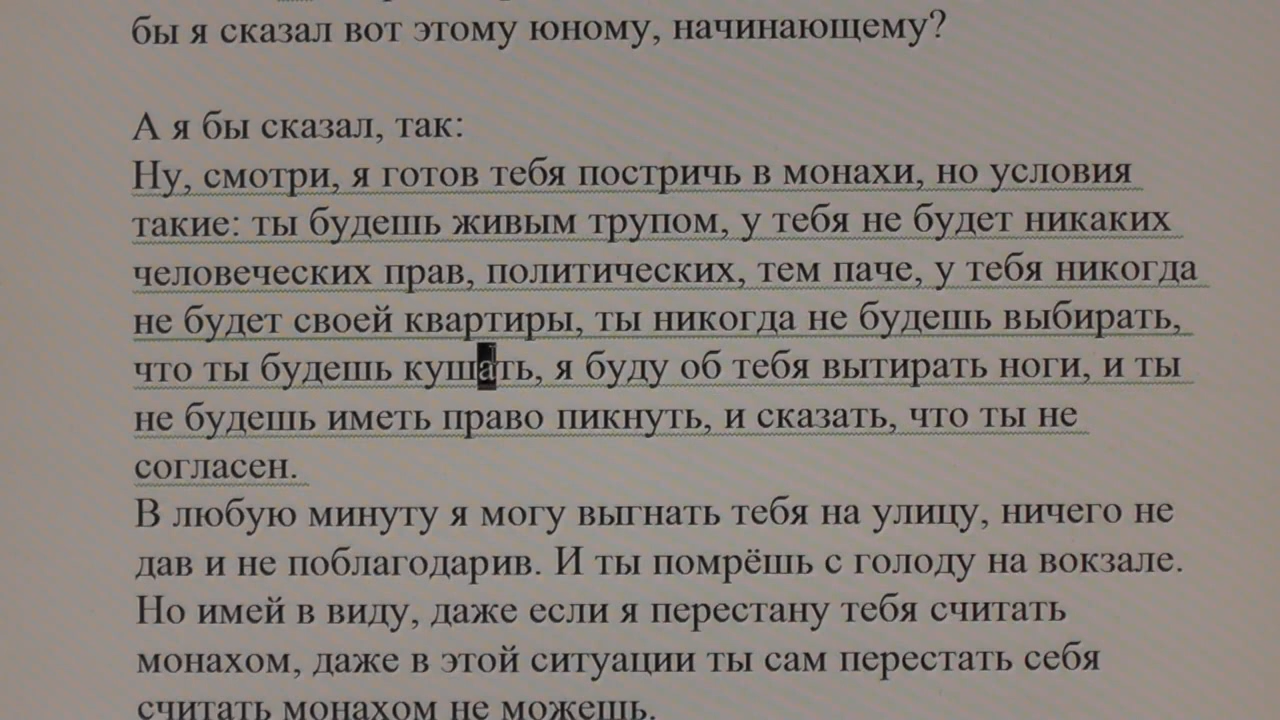 бы я сказал вот этому юному, начинающему?
А я бы сказал, так:
Ну, смотри, я готов тебя постричь в монахи, но условия
такие: ты будешь живым трупом, у тебя не будет никаких
человеческих прав, политических, тем паче, у тебя никогда
не будет своей квартиры, ты никогда не будешь выбирать,
что ты будешь кушать, я буду об тебя вытирать ноги, и ты
не будешь иметь право пикнуть, и сказать, что ты не
согласен.
В любую минуту я могу выгнать тебя на улицу, ничего не
дав и не поблагодарив. И ты помрёшь с голоду на вокзале.
Но имей в виду, даже если я перестану тебя считать
монахом, даже в этой ситуации ты сам перестать себя
считать монахом не можешь.